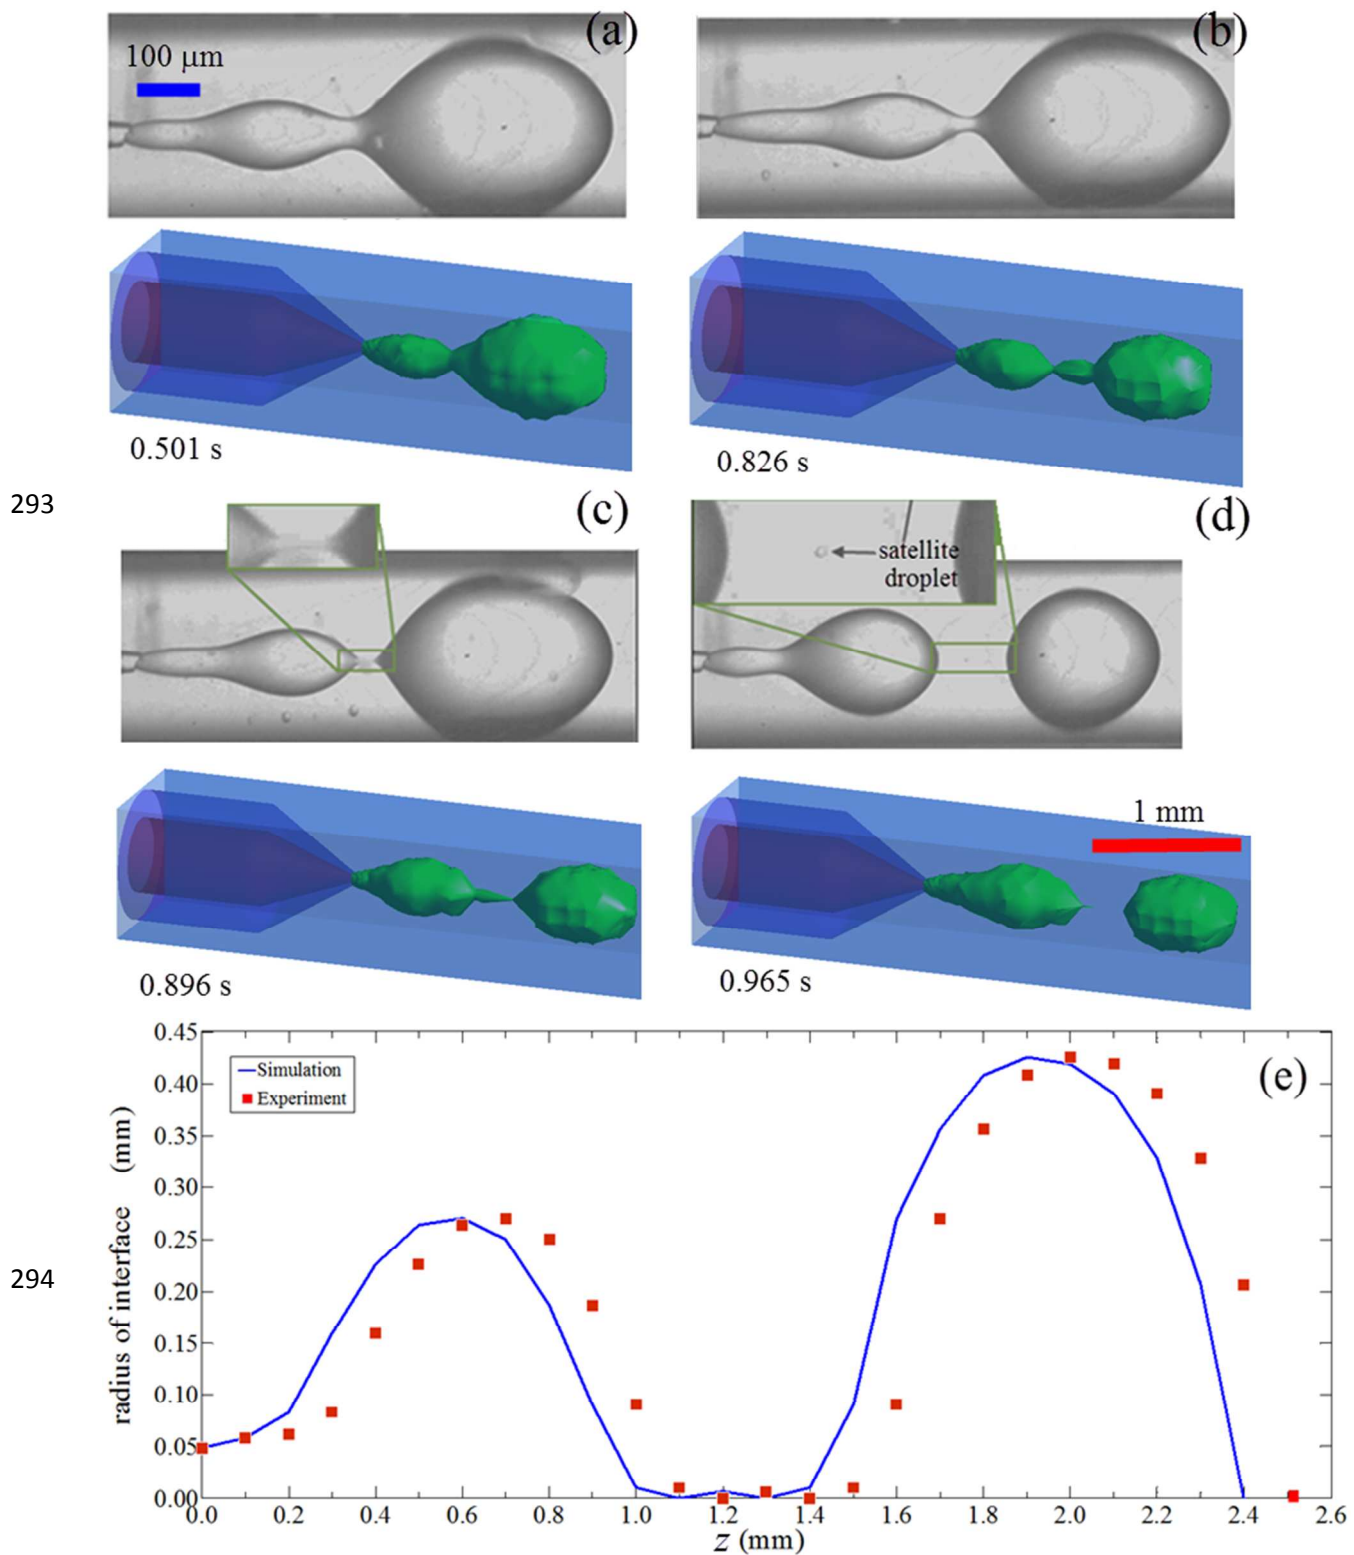 (a)
100 μm
(b)
0.501 s
0.826 s
293
(c)
(d)
satellite
droplet
1 mm
0.896 s
0.965 s
(e)
Simulation
Experiment
radius of interface (mm)
0.45
0.40
0.35
0.30
0.25
0.20
0.15
0.10
0.05
0.00
294
0.0 0.2 0.4 0.6 0.8 1.0 1.2 1.4 1.6 1.8 2.0 2.2 2.4 2.6
z (mm)